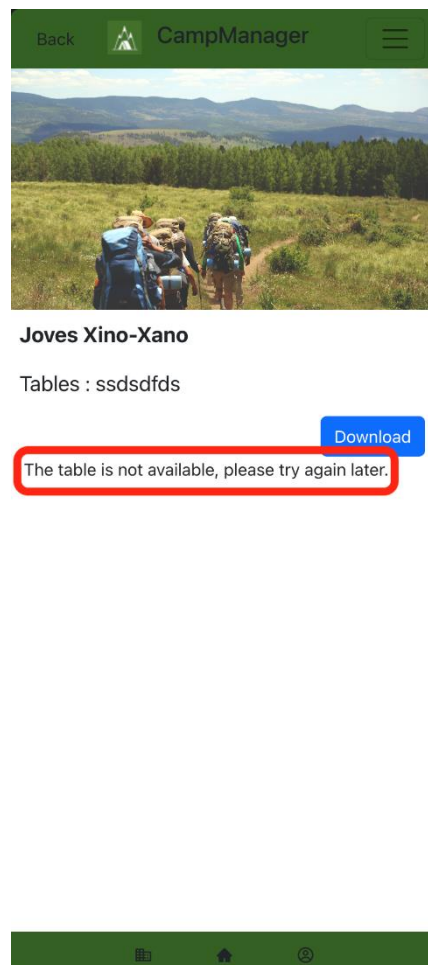 Back CampManager
Joves Xino-Xano
Tables : ssdsdfds
Download
The table is not available, please try again later.